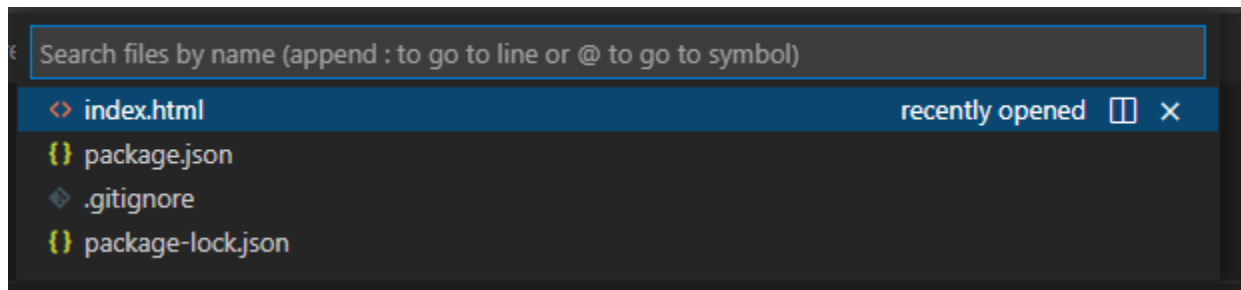 Search files by name (append : to go to line or @ to go to symbol)
<> index.html recently opened
{} package.json
.gitignore
{} package-lock.json